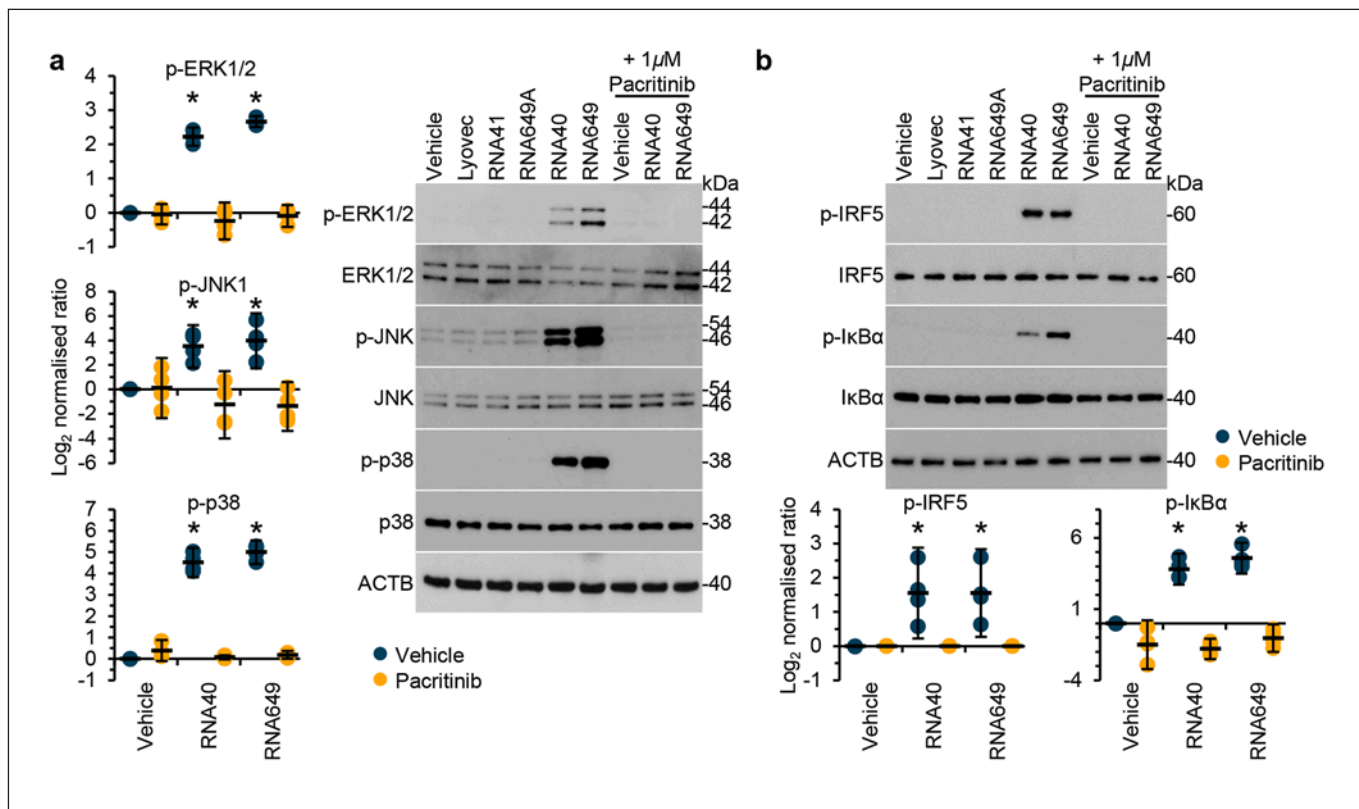 a
p-ERK1/2
4
3
2
1
0
-1
p-JNK1
8
6
4
2
0
-2
-4
-6
p-p38
7
6
5
4
3
2
1
0
-1
Log₂ normalised ratio
Vehicle
RNA40
RNA649
* *
* *
* *
+ 1µM
Pacritinib
Vehicle
Lyovec
RNA41
RNA649A
RNA40
RNA649
Vehicle
RNA40
RNA649
kDa
p-ERK1/2 -44
-42
ERK1/2 -44
-42
p-JNK -54
-46
JNK -54
-46
p-p38 -38
p38 -38
ACTB -40
Vehicle
Pacritinib
b
+ 1µM
Pacritinib
Vehicle
Lyovec
RNA41
RNA649A
RNA40
RNA649
Vehicle
RNA40
RNA649
kDa
p-IRF5 -60
IRF5 -60
p-IκBα -40
IκBα -40
ACTB -40
Vehicle
Pacritinib
p-IRF5
* *
4
3
2
1
0
-1
Log₂ normalised ratio
Vehicle
RNA40
RNA649
p-IκBα
* *
6
1
-4
Vehicle
RNA40
RNA649